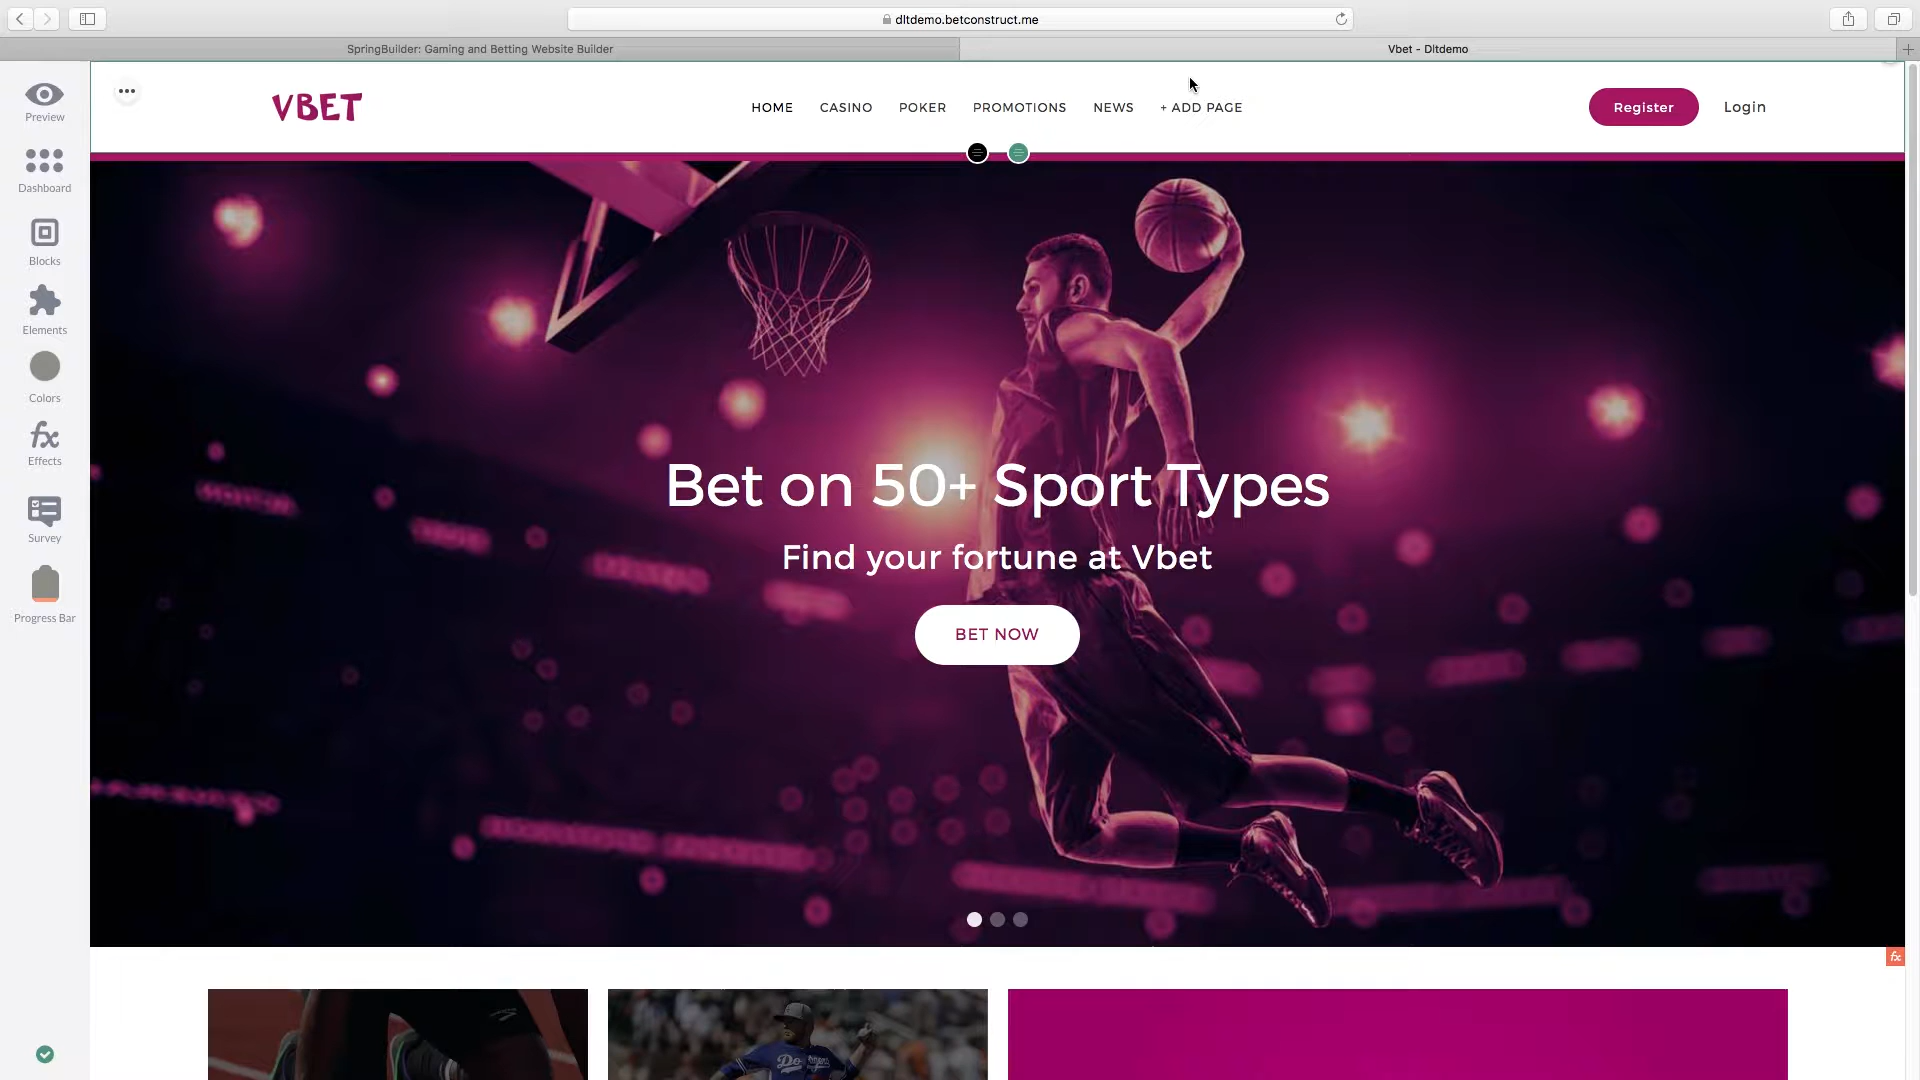 dltdemo.betconstruct.me
SpringBuilder: Gaming and Betting Website Builder
Vbet - Dltdemo
Preview
Dashboard
Blocks
Elements
Colors
fx
Effects
Survey
Progress Bar
VBET
HOME CASINO POKER PROMOTIONS NEWS + ADD PAGE
Register Login
Bet on 50+ Sport Types
Find your fortune at Vbet
BET NOW
fx